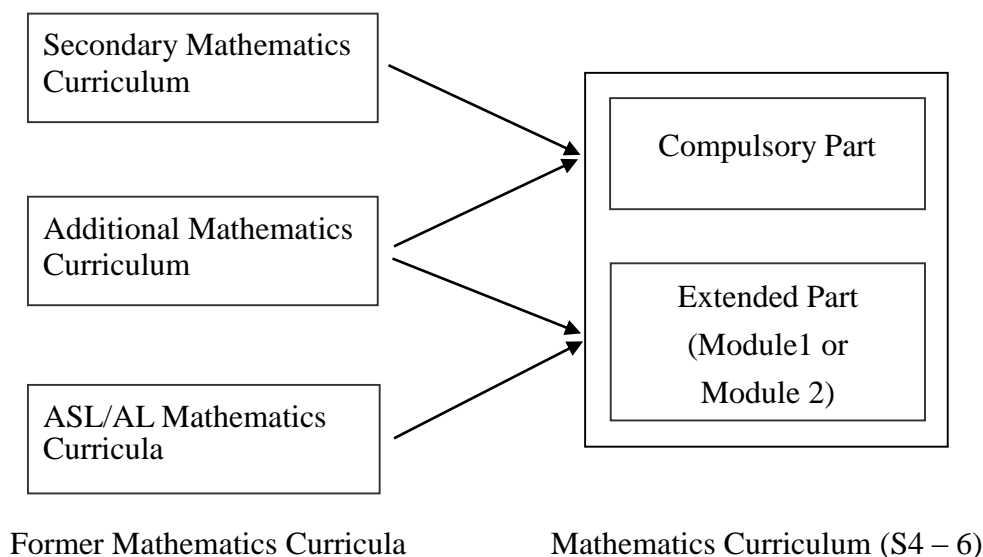 Secondary Mathematics
Curriculum
Additional Mathematics
Curriculum
ASL/AL Mathematics
Curricula
Compulsory Part
Extended Part
(Module1 or
Module 2)
Former Mathematics Curricula
Mathematics Curriculum (S4 – 6)